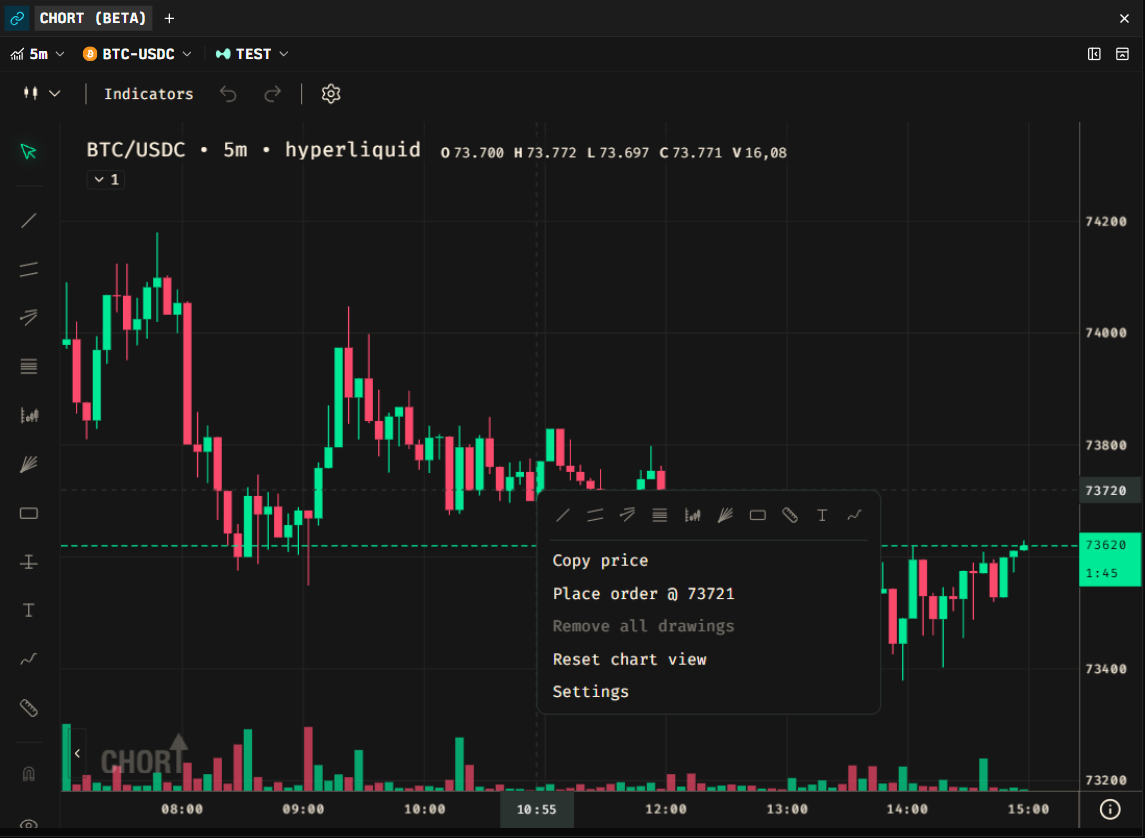 CHORT (BETA) +
5m BTC-USDC TEST
Indicators
BTC/USDC • 5m • hyperliquid O 73.700 H 73.772 L 73.697 C 73.771 V 16,08
1
74200
74000
73800
73720
73620
1:45
Copy price
Place order @ 73721
Remove all drawings
Reset chart view
Settings
73400
CHORT
73200
08:00 09:00 10:00 10:55 12:00 13:00 14:00 15:00